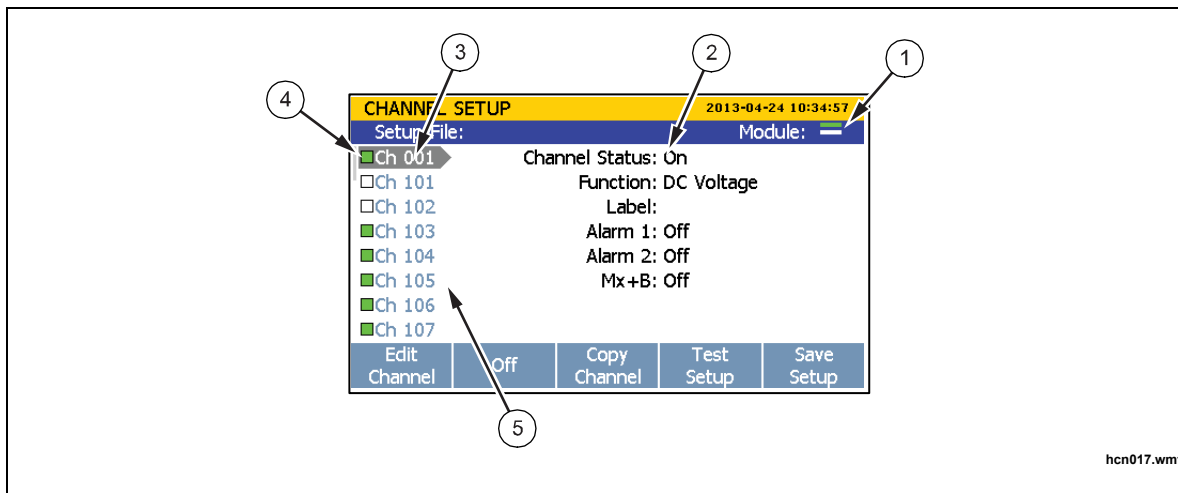 3
2
1
4
CHANNEL SETUP 2013-04-24 10:34:57
Setup File: Module:
Ch 001 Channel Status: On
Ch 101 Function: DC Voltage
Ch 102 Label:
Ch 103 Alarm 1: Off
Ch 104 Alarm 2: Off
Ch 105 Mx+B: Off
Ch 106
Ch 107
Edit Channel Off Copy Channel Test Setup Save Setup
5
hcn017.wmf